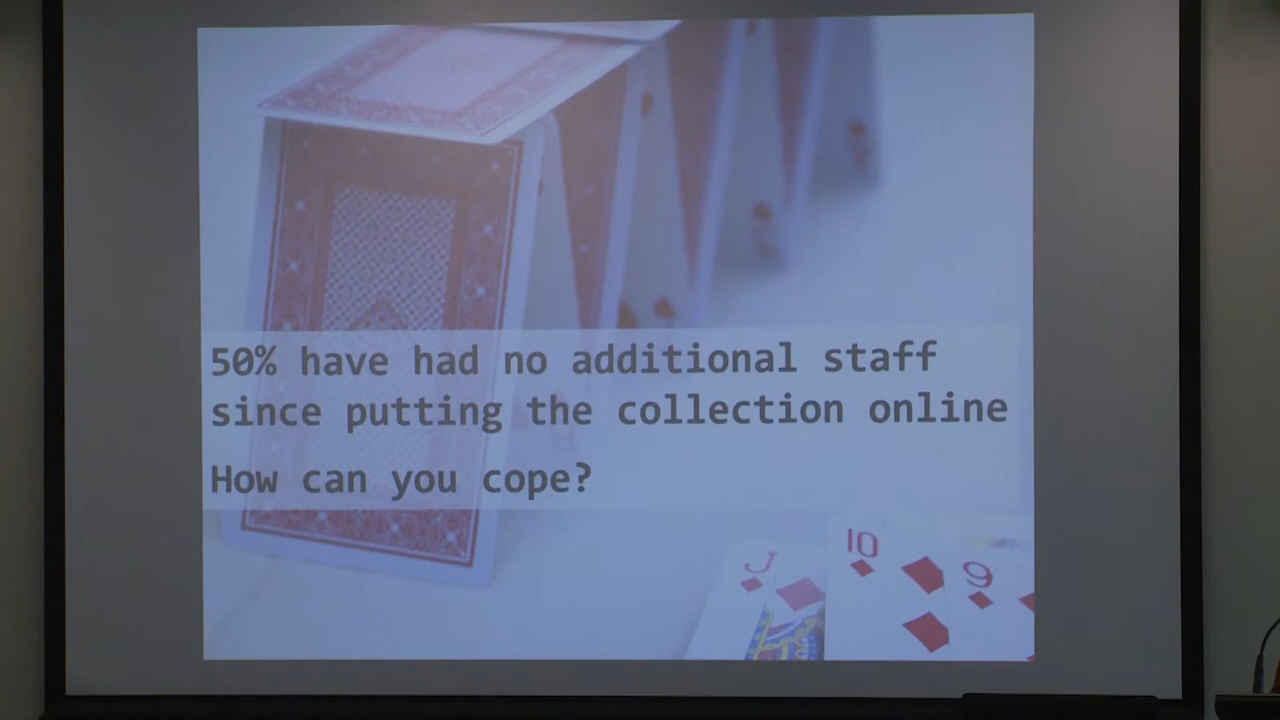 50% have had no additional staff
since putting the collection online
How can you cope?
J
10
9